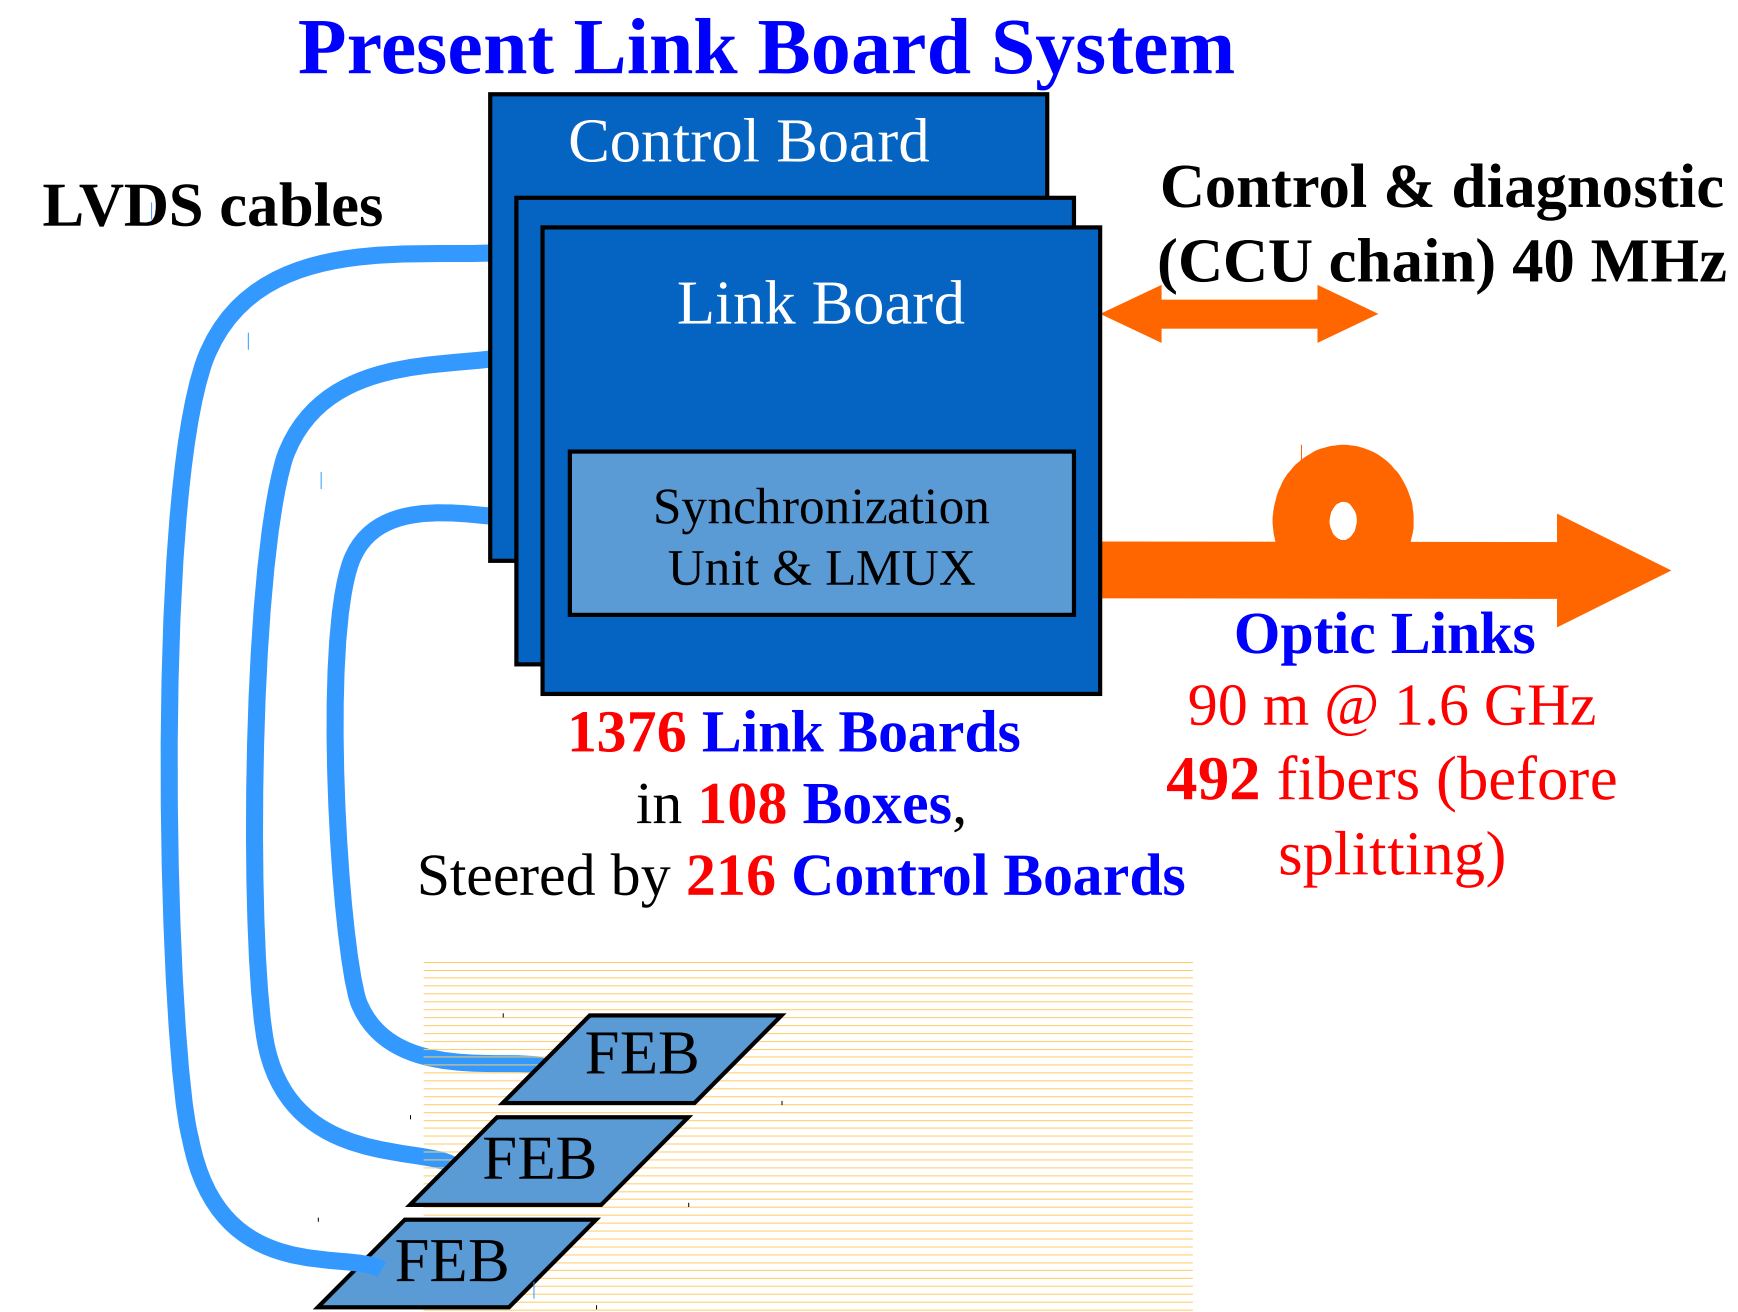 Present Link Board System
Control Board
LVDS cables
Control & diagnostic
(CCU chain) 40 MHz
Link Board
Synchronization
Unit & LMUX
Optic Links
90 m @ 1.6 GHz
492 fibers (before
splitting)
1376 Link Boards
in 108 Boxes,
Steered by 216 Control Boards
FEB
FEB
FEB